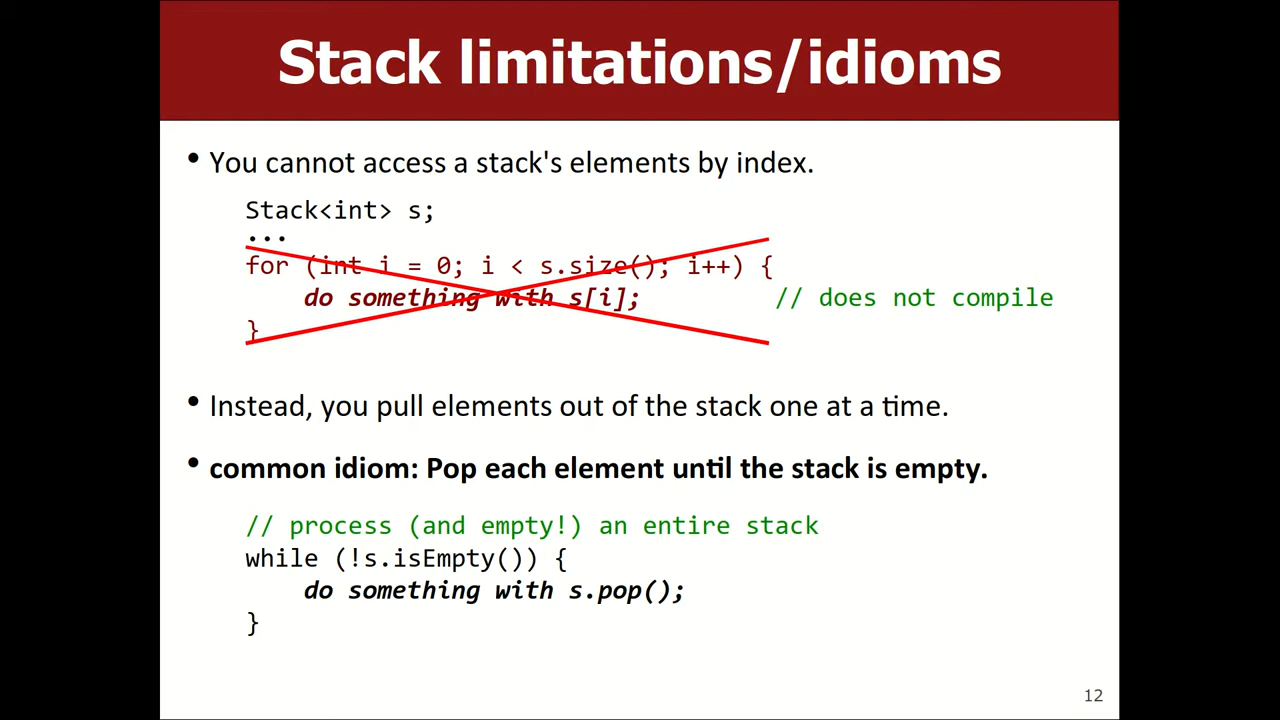 Stack limitations/idioms
• You cannot access a stack's elements by index.
Stack<int> s;
...
for (int i = 0; i < s.size(); i++) {
do something with s[i]; // does not compile
}
• Instead, you pull elements out of the stack one at a time.
• common idiom: Pop each element until the stack is empty.
// process (and empty!) an entire stack
while (!s.isEmpty()) {
do something with s.pop();
}
12